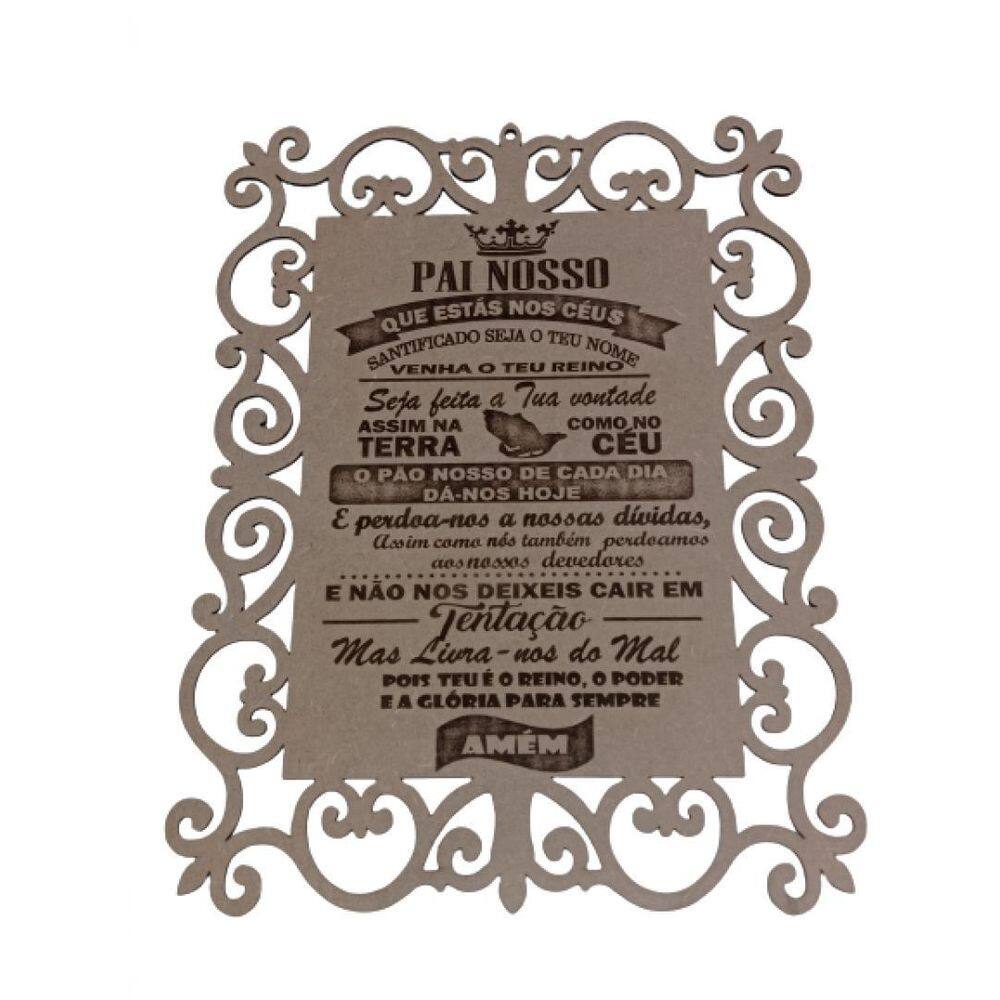 PAI NOSSO
QUE ESTÁS NOS CÉUS
SANTIFICADO SEJA O TEU NOME
VENHA O TEU REINO
Seja feita a Tua vontade
ASSIM NA TERRA
COMO NO CÉU
O PÃO NOSSO DE CADA DIA
DÁ-NOS HOJE
E perdoa-nos a nossas dívidas,
Assim como nós também perdoamos
aos nossos devedores
E NÃO NOS DEIXEIS CAIR EM
Tentação
Mas Livra-nos do Mal
POIS TEU É O REINO, O PODER
E A GLÓRIA PARA SEMPRE
AMÉM